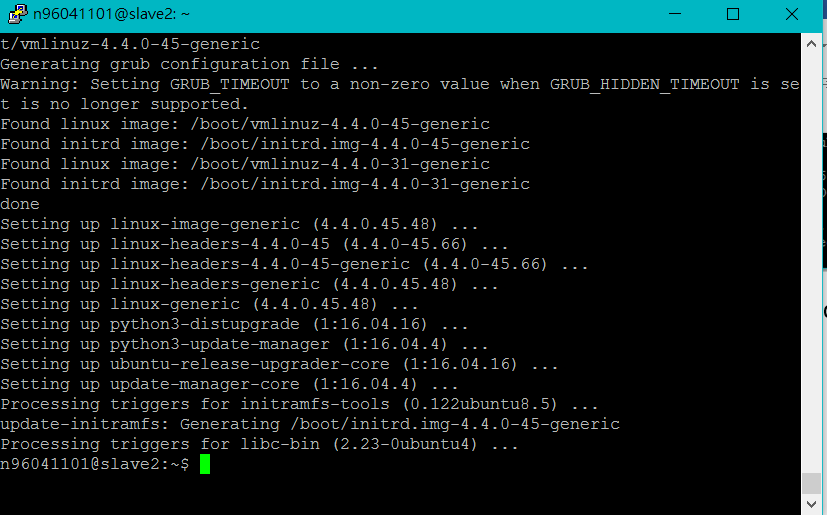 n96041101@slave2: ~
t/vmlinuz-4.4.0-45-generic
Generating grub configuration file ...
Warning: Setting GRUB_TIMEOUT to a non-zero value when GRUB_HIDDEN_TIMEOUT is se
t is no longer supported.
Found linux image: /boot/vmlinuz-4.4.0-45-generic
Found initrd image: /boot/initrd.img-4.4.0-45-generic
Found linux image: /boot/vmlinuz-4.4.0-31-generic
Found initrd image: /boot/initrd.img-4.4.0-31-generic
done
Setting up linux-image-generic (4.4.0.45.48) ...
Setting up linux-headers-4.4.0-45 (4.4.0-45.66) ...
Setting up linux-headers-4.4.0-45-generic (4.4.0-45.66) ...
Setting up linux-headers-generic (4.4.0.45.48) ...
Setting up linux-generic (4.4.0.45.48) ...
Setting up python3-distupgrade (1:16.04.16) ...
Setting up python3-update-manager (1:16.04.4) ...
Setting up ubuntu-release-upgrader-core (1:16.04.16) ...
Setting up update-manager-core (1:16.04.4) ...
Processing triggers for initramfs-tools (0.122ubuntu8.5) ...
update-initramfs: Generating /boot/initrd.img-4.4.0-45-generic
Processing triggers for libc-bin (2.23-0ubuntu4) ...
n96041101@slave2:~$